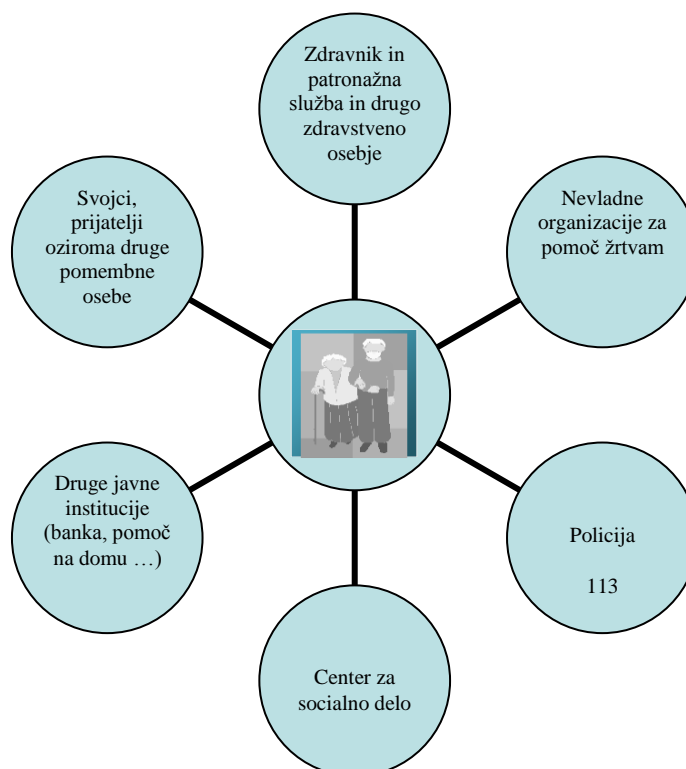 Zdravnik in
patronažna
služba in drugo
zdravstveno
osebje
Svojci,
prijatelji
oziroma druge
pomembne
osebe
Nevladne
organizacije za
pomoč žrtvam
Druge javne
institucije
(banka, pomoč
na domu …)
Policija
113
Center za
socialno delo